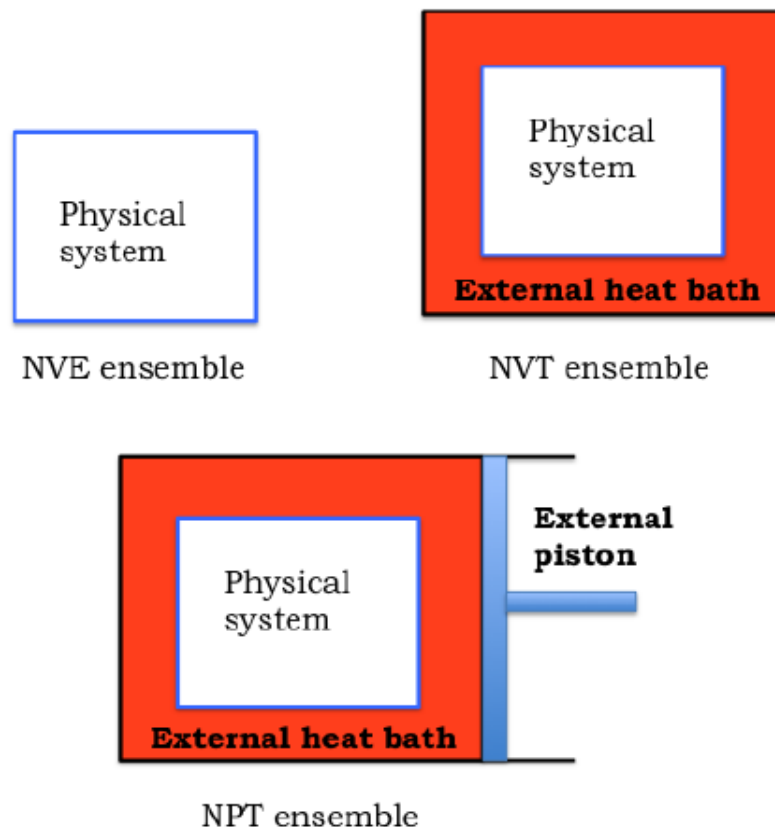 Physical
system
NVE ensemble
Physical
system
External heat bath
NVT ensemble
Physical
system
External heat bath
External
piston
NPT ensemble